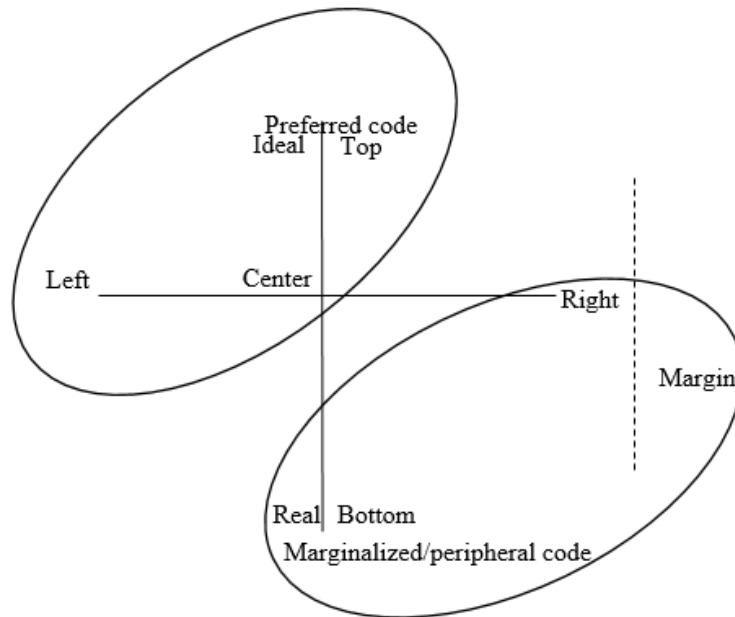 Preferred code
Ideal Top
Left Center
Right
Margin
Real Bottom
Marginalized/peripheral code